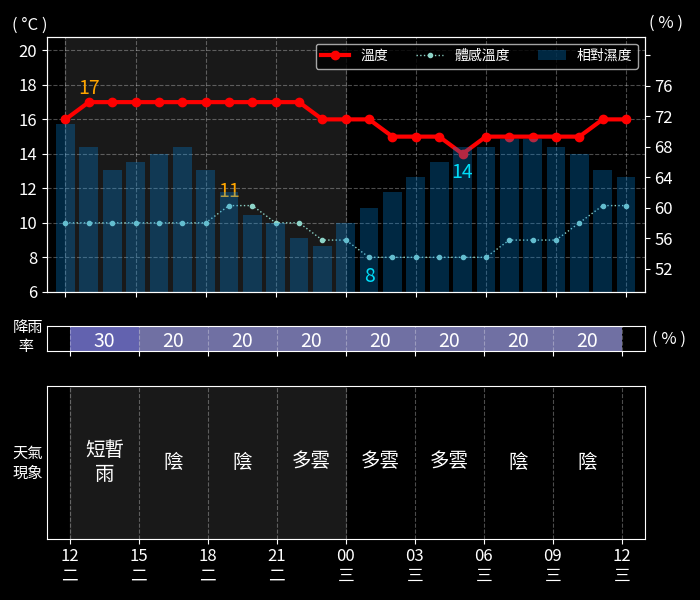 ( °C )
( % )
溫度
體感溫度
相對濕度
20
18
16
14
12
10
8
6
76
72
68
64
60
56
52
17
11
14
8
降雨
率
30 20 20 20 20 20 20 20
( % )
天氣
現象
短暫
雨
陰 陰 多雲 多雲 多雲 陰 陰
12 15 18 21 00 03 06 09 12
二 二 二 二 三 三 三 三 三